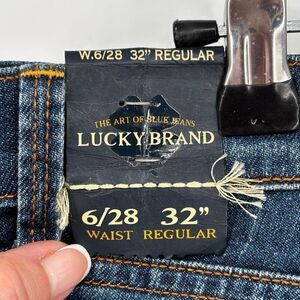 W.6/28 32" REGULAR
THE ART OF BLUE JEANS
LUCKY BRAND
6/28 32"
WAIST REGULAR